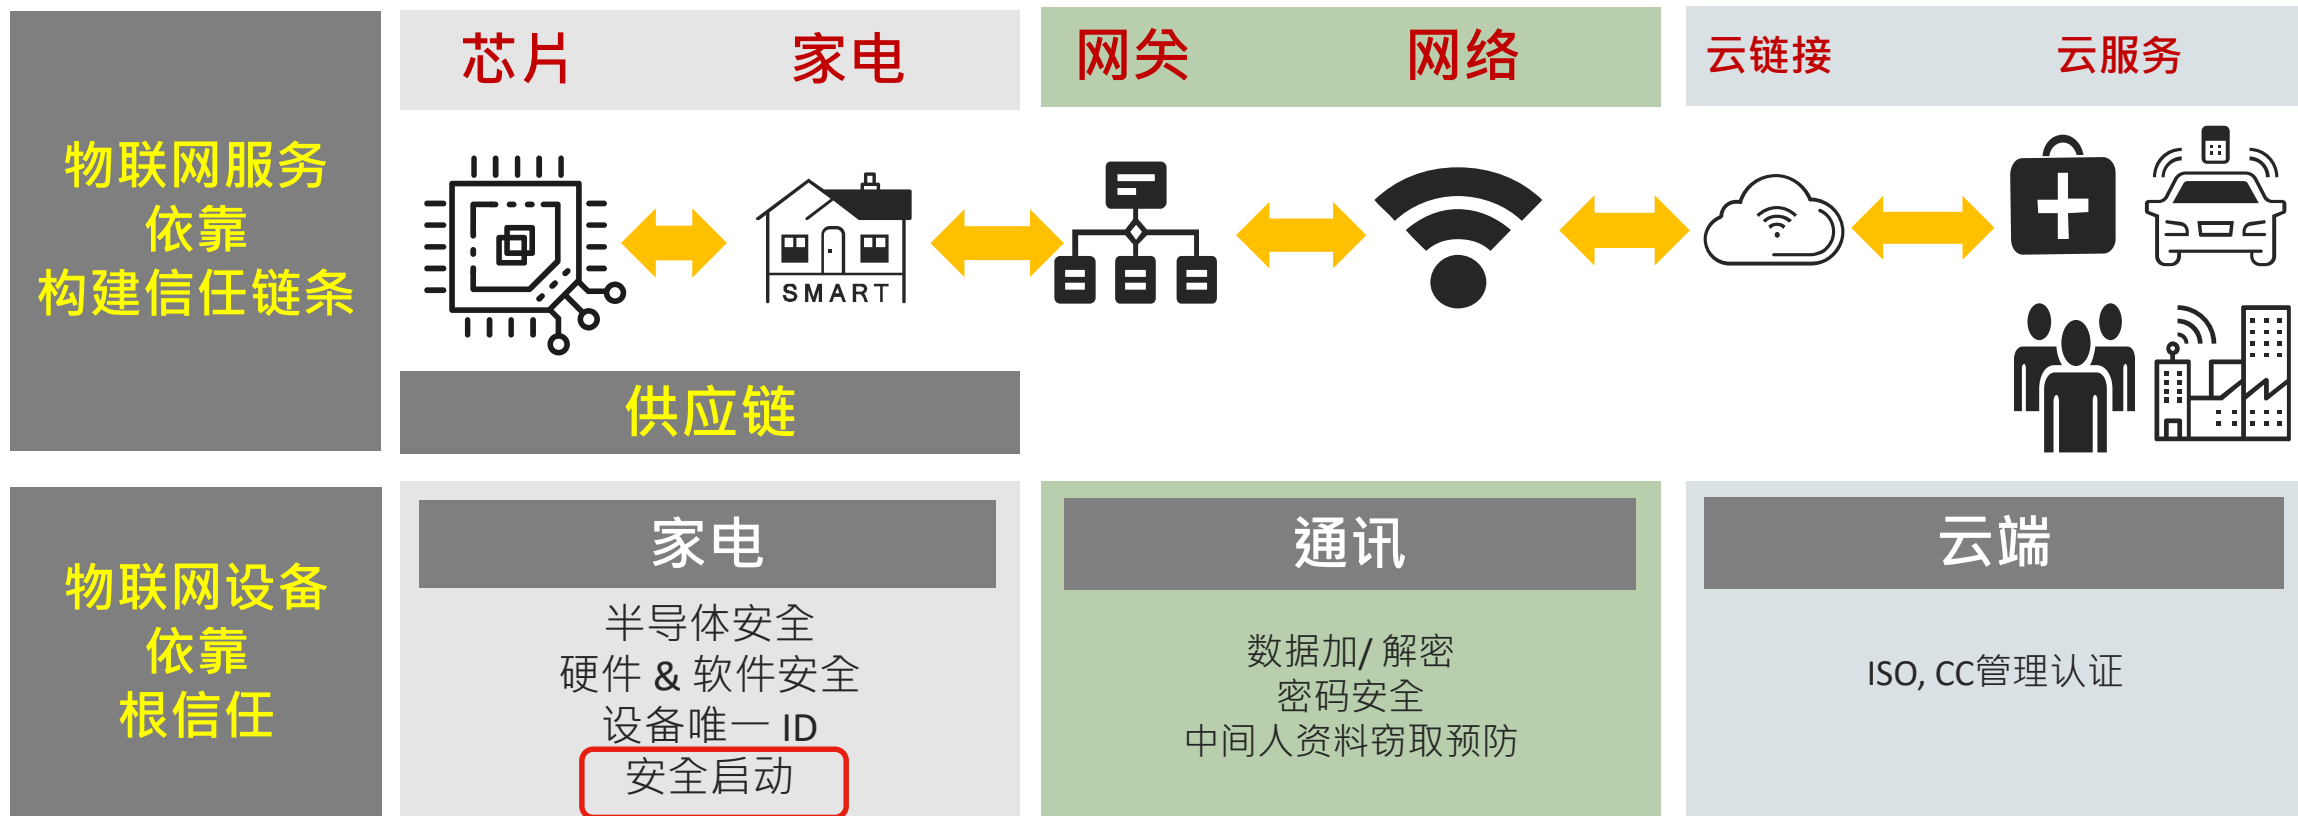 物联网服务
依靠
构建信任链条
芯片
家电
网关
网络
云链接
云服务
SMART
供应链
物联网设备
依靠
根信任
家电
半导体安全
硬件 & 软件安全
设备唯一 ID
安全启动
通讯
数据加/ 解密
密码安全
中间人资料窃取预防
云端
ISO, CC管理认证